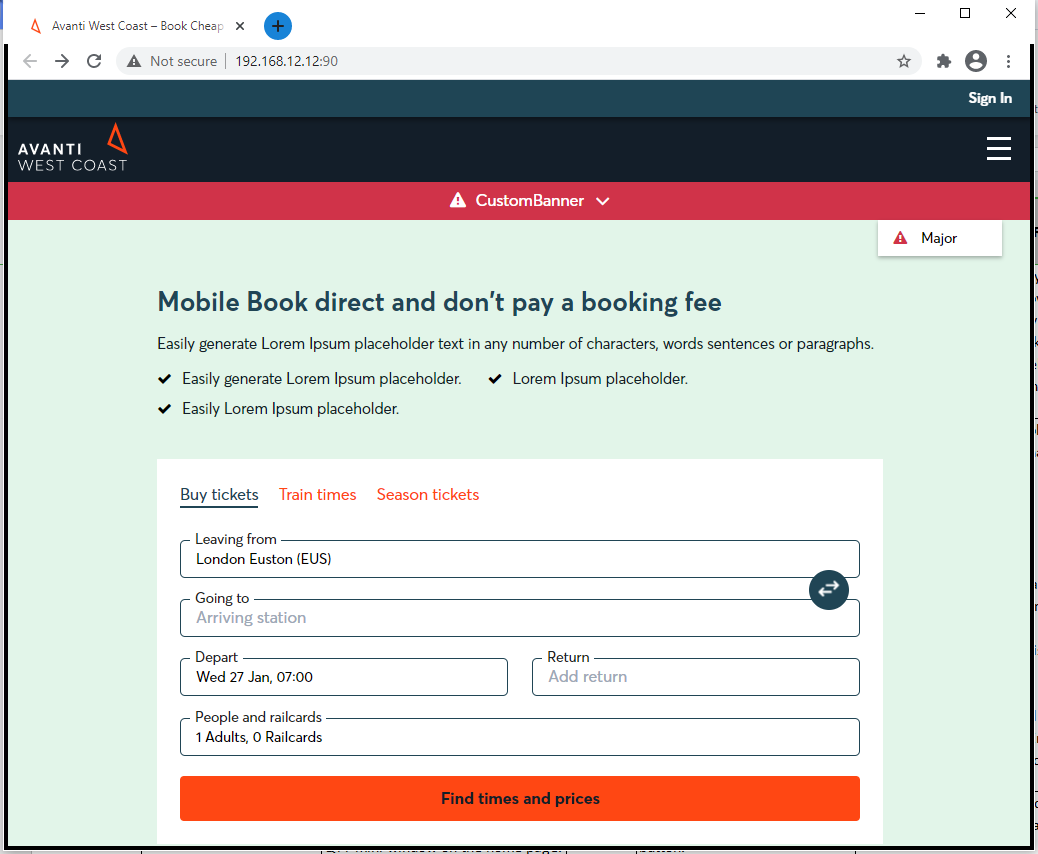 Avanti West Coast – Book Cheap
Not secure | 192.168.12.12:90
Sign In
AVANTI
WEST COAST
CustomBanner
Major
Mobile Book direct and don't pay a booking fee
Easily generate Lorem Ipsum placeholder text in any number of characters, words sentences or paragraphs.
Easily generate Lorem Ipsum placeholder. Lorem Ipsum placeholder.
Easily Lorem Ipsum placeholder.
Buy tickets Train times Season tickets
Leaving from
London Euston (EUS)
Going to
Arriving station
Depart Return
Wed 27 Jan, 07:00 Add return
People and railcards
1 Adults, 0 Railcards
Find times and prices